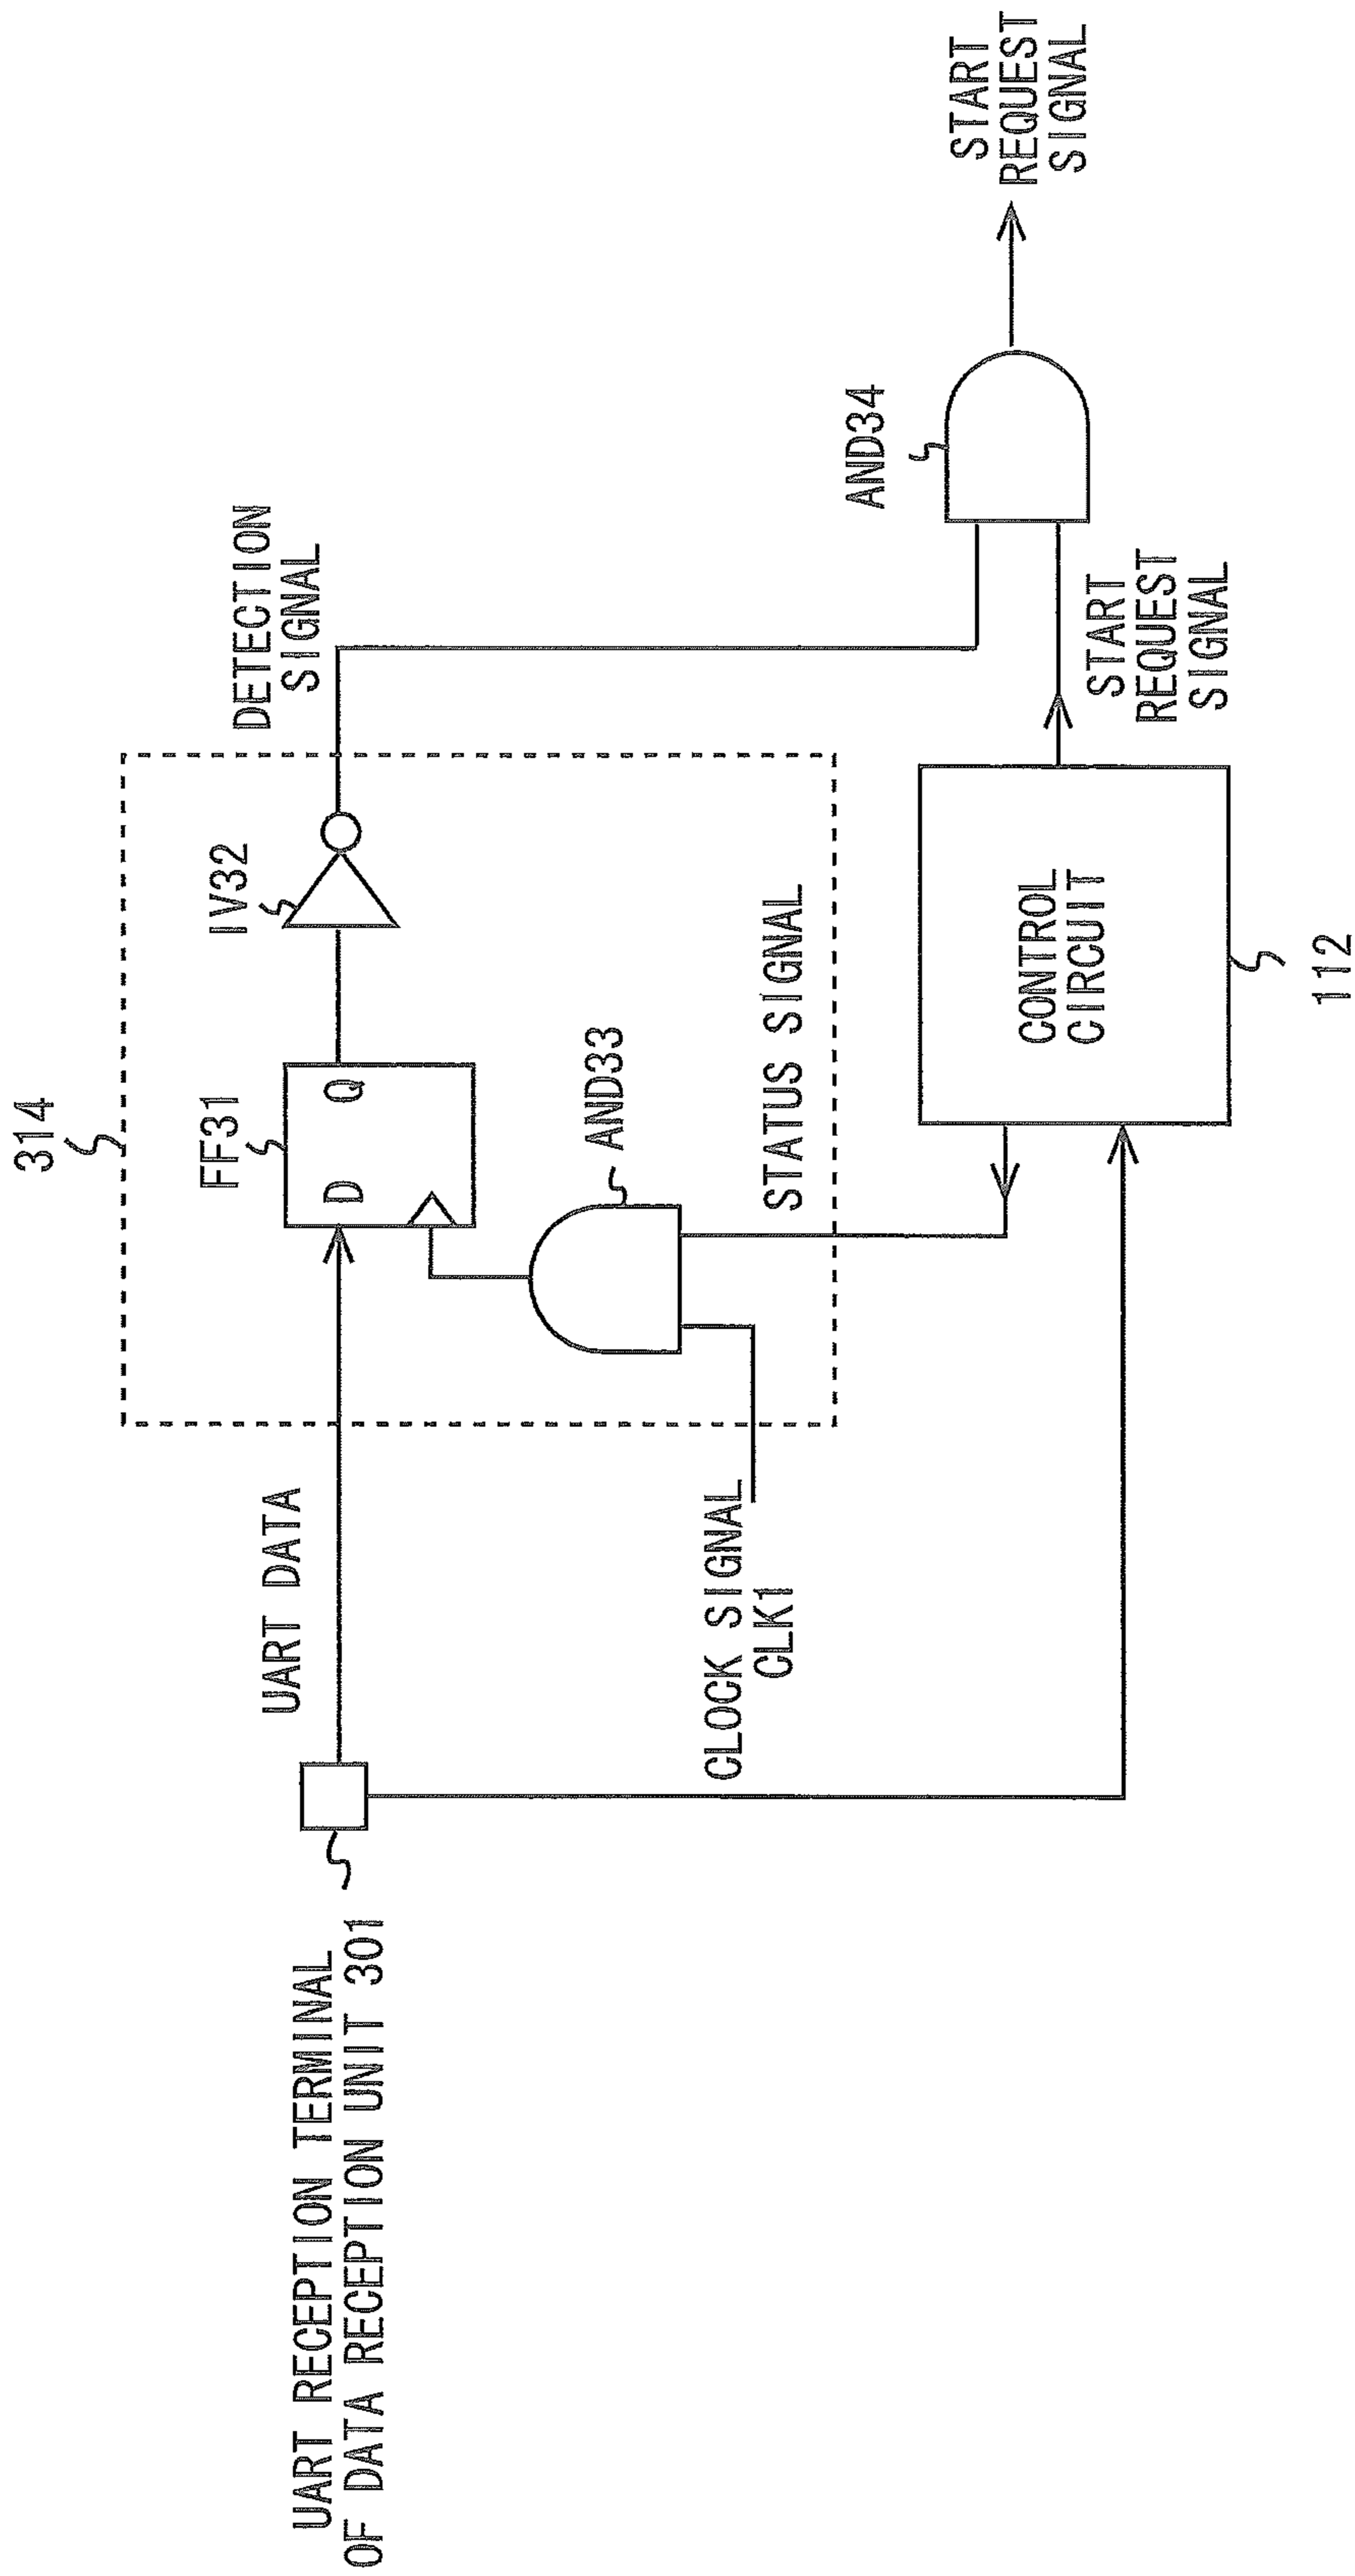 314
FF31
D
Q
IV32
DETECTION
SIGNAL
UART DATA
UART RECEPTION TERMINAL
OF DATA RECEPTION UNIT 301
AND33
STATUS SIGNAL
CLOCK SIGNAL
CLK1
AND34
START
REQUEST
SIGNAL
CONTROL
CIRCUIT
112
START
REQUEST
SIGNAL